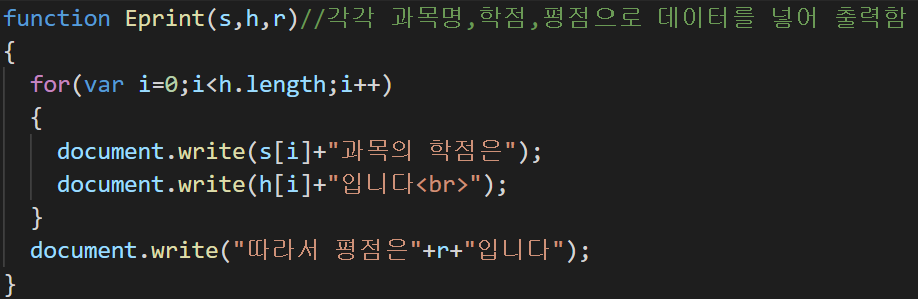 function Eprint(s,h,r)//각각 과목명,학점,평점으로 데이터를 넣어 출력함
{
for(var i=0;i<h.length;i++)
{
document.write(s[i]+"과목의 학점은");
document.write(h[i]+"입니다<br>");
}
document.write("따라서 평점은"+r+"입니다");
}